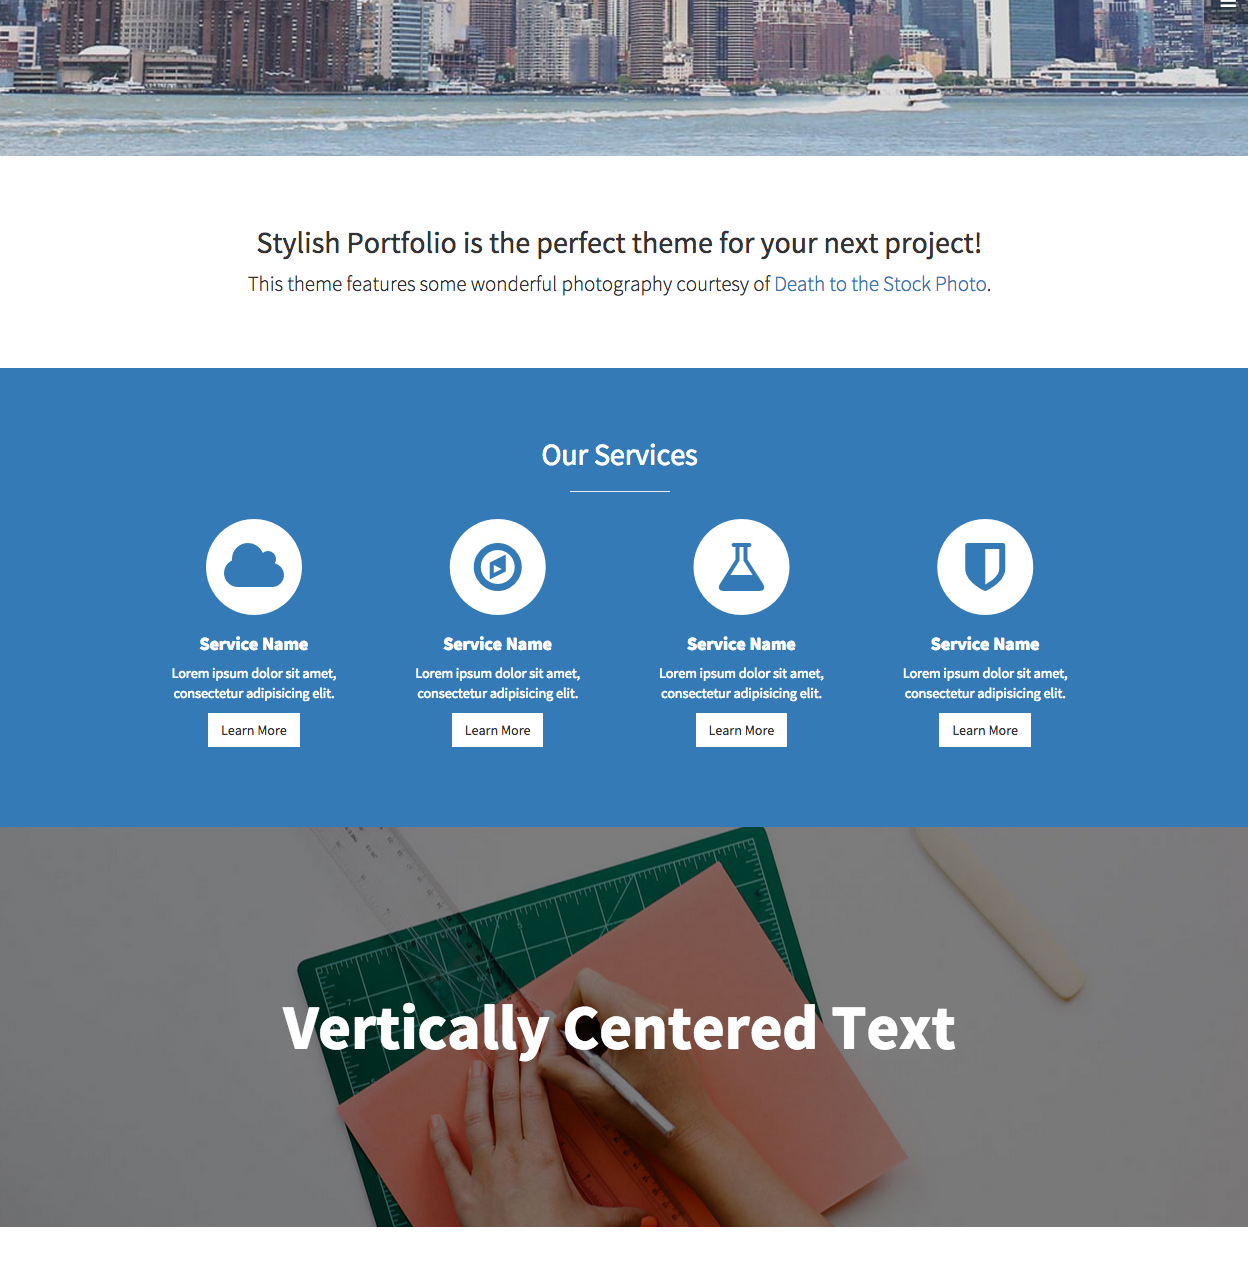 Stylish Portfolio is the perfect theme for your next project!
This theme features some wonderful photography courtesy of Death to the Stock Photo.
Our Services
Service Name
Lorem ipsum dolor sit amet,
consectetur adipisicing elit.
Learn More
Service Name
Lorem ipsum dolor sit amet,
consectetur adipisicing elit.
Learn More
Service Name
Lorem ipsum dolor sit amet,
consectetur adipisicing elit.
Learn More
Service Name
Lorem ipsum dolor sit amet,
consectetur adipisicing elit.
Learn More
Vertically Centered Text